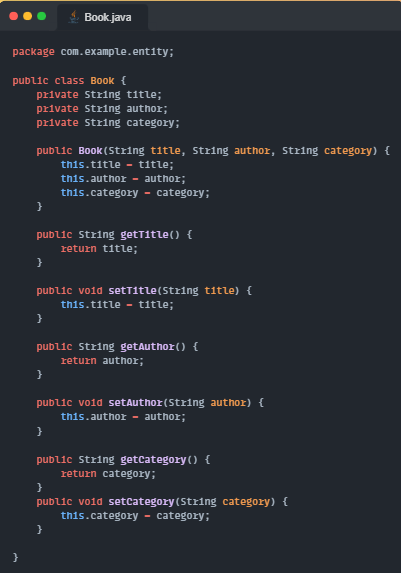 Book.java
package com.example.entity;
public class Book {
    private String title;
    private String author;
    private String category;
    public Book(String title, String author, String category) {
        this.title = title;
        this.author = author;
        this.category = category;
    }
    public String getTitle() {
        return title;
    }
    public void setTitle(String title) {
        this.title = title;
    }
    public String getAuthor() {
        return author;
    }
    public void setAuthor(String author) {
        this.author = author;
    }
    public String getCategory() {
        return category;
    }
    public void setCategory(String category) {
        this.category = category;
    }
}